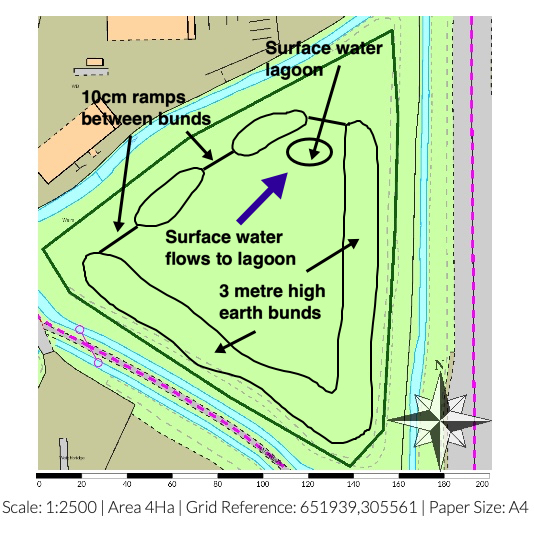 Surface water
lagoon
10cm ramps
between bunds
Surface water
flows to lagoon
3 metre high
earth bunds
N
0 20 40 60 80 100 120 140 160 180 200
Scale: 1:2500 | Area 4Ha | Grid Reference: 651939,305561 | Paper Size: A4